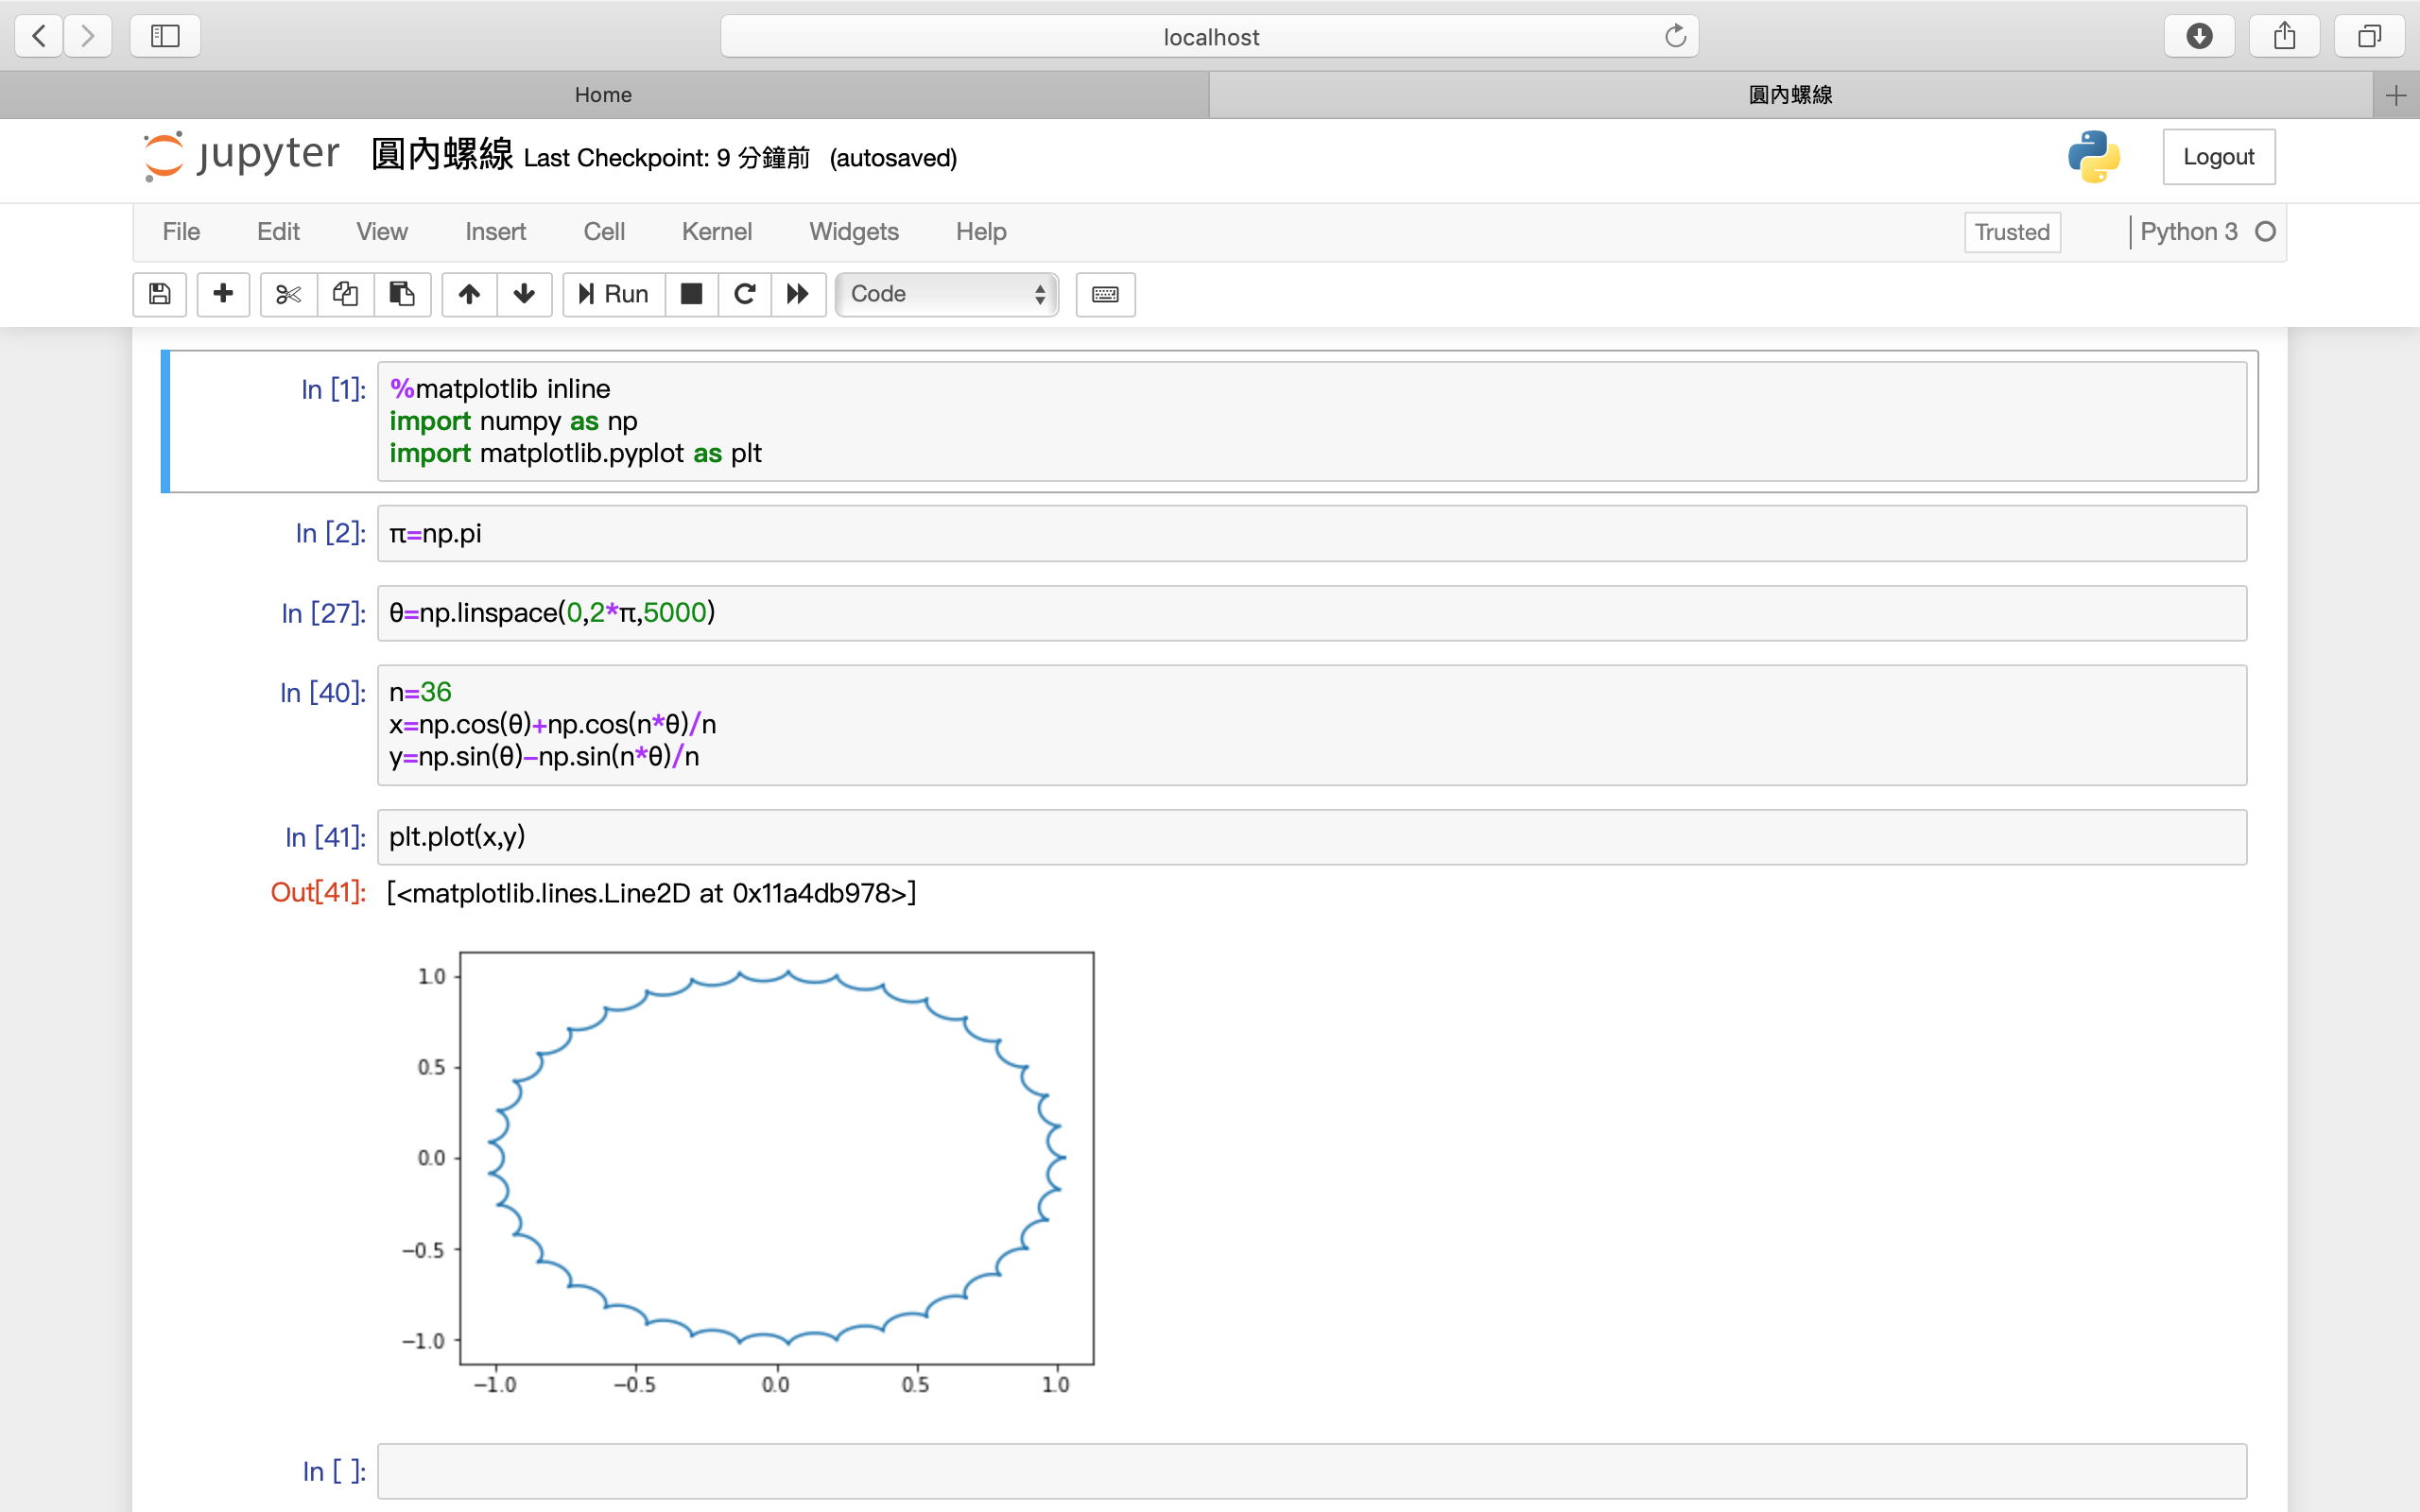 localhost
Home
圓內螺線
jupyter 圓內螺線 Last Checkpoint: 9 分鐘前 (autosaved)
Logout
File Edit View Insert Cell Kernel Widgets Help Trusted Python 3
Run Code
In [1]: %matplotlib inline
import numpy as np
import matplotlib.pyplot as plt
In [2]: π=np.pi
In [27]: θ=np.linspace(0,2*π,5000)
In [40]: n=36
x=np.cos(θ)+np.cos(n*θ)/n
y=np.sin(θ)-np.sin(n*θ)/n
In [41]: plt.plot(x,y)
Out[41]: [<matplotlib.lines.Line2D at 0x11a4db978>]
1.0
0.5
0.0
−0.5
−1.0
−1.0 −0.5 0.0 0.5 1.0
In [ ]: